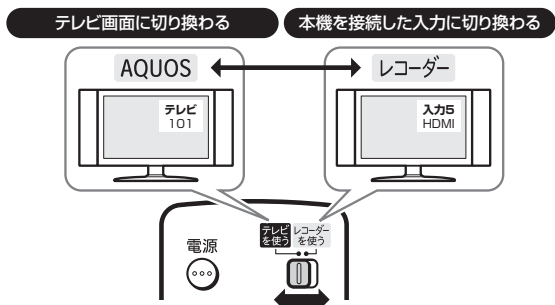 テレビ画面に切り換わる
本機を接続した入力に切り換わる
AQUOS
レコーダー
テレビ
101
入力5
HDMI
テレビ
を使う
レコーダー
を使う
電源